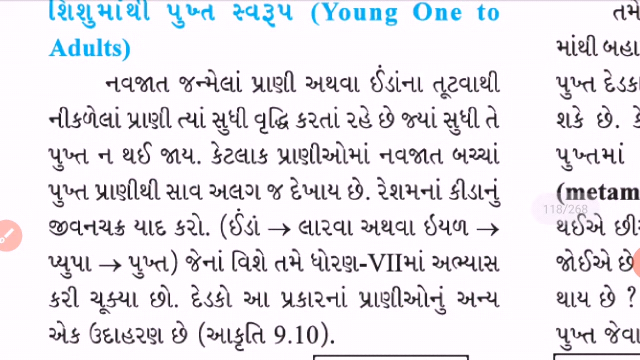 શિશુમાંથી પુખ્ત સ્વરૂપ (Young One to
Adults)
નવજાત જન્મેલાં પ્રાણી અથવા ઈંડાંના તૂટવાથી
નીકળેલાં પ્રાણી ત્યાં સુધી વૃદ્ધિ કરતાં રહે છે જ્યાં સુધી તે
પુખ્ત ન થઈ જાય. કેટલાક પ્રાણીઓમાં નવજાત બચ્ચાં
પુખ્ત પ્રાણીથી સાવ અલગ જ દેખાય છે. રેશમનાં કીડાનું
જીવનચક્ર યાદ કરો. (ઈંડાં → લારવા અથવા ઇયળ →
પ્યુપા → પુખ્ત) જેનાં વિશે તમે ધોરણ-VIIમાં અભ્યાસ
કરી ચૂક્યા છો. દેડકો આ પ્રકારનાં પ્રાણીઓનું અન્ય
એક ઉદાહરણ છે (આકૃતિ 9.10).
તમે
માંથી બહા
પુખ્ત દેડક
શકે છે.
પુખ્તમાં
(metam
118/268
થઈએ છી
જોઈએ છે
થાય છે ?
પુખ્ત જેવા